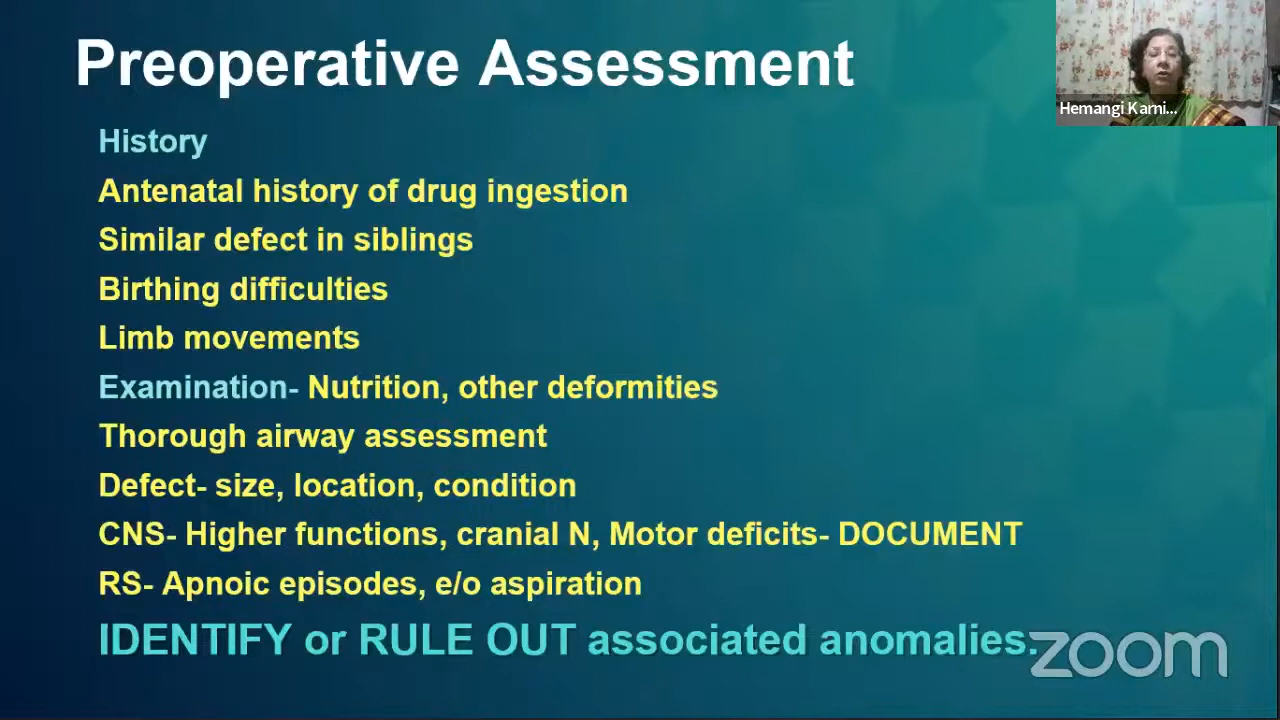 Preoperative Assessment
Hemangi Karni...
History
Antenatal history of drug ingestion
Similar defect in siblings
Birthing difficulties
Limb movements
Examination- Nutrition, other deformities
Thorough airway assessment
Defect- size, location, condition
CNS- Higher functions, cranial N, Motor deficits- DOCUMENT
RS- Apnoic episodes, e/o aspiration
IDENTIFY or RULE OUT associated anomalies.
zoom